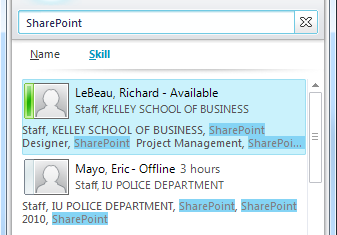 SharePoint
Name Skill
LeBeau, Richard - Available
Staff, KELLEY SCHOOL OF BUSINESS
Staff, KELLEY SCHOOL OF BUSINESS, SharePoint
Designer, SharePoint Project Management, SharePoi...
Mayo, Eric - Offline 3 hours
Staff, IU POLICE DEPARTMENT
Staff, IU POLICE DEPARTMENT, SharePoint, SharePoint
2010, SharePoint